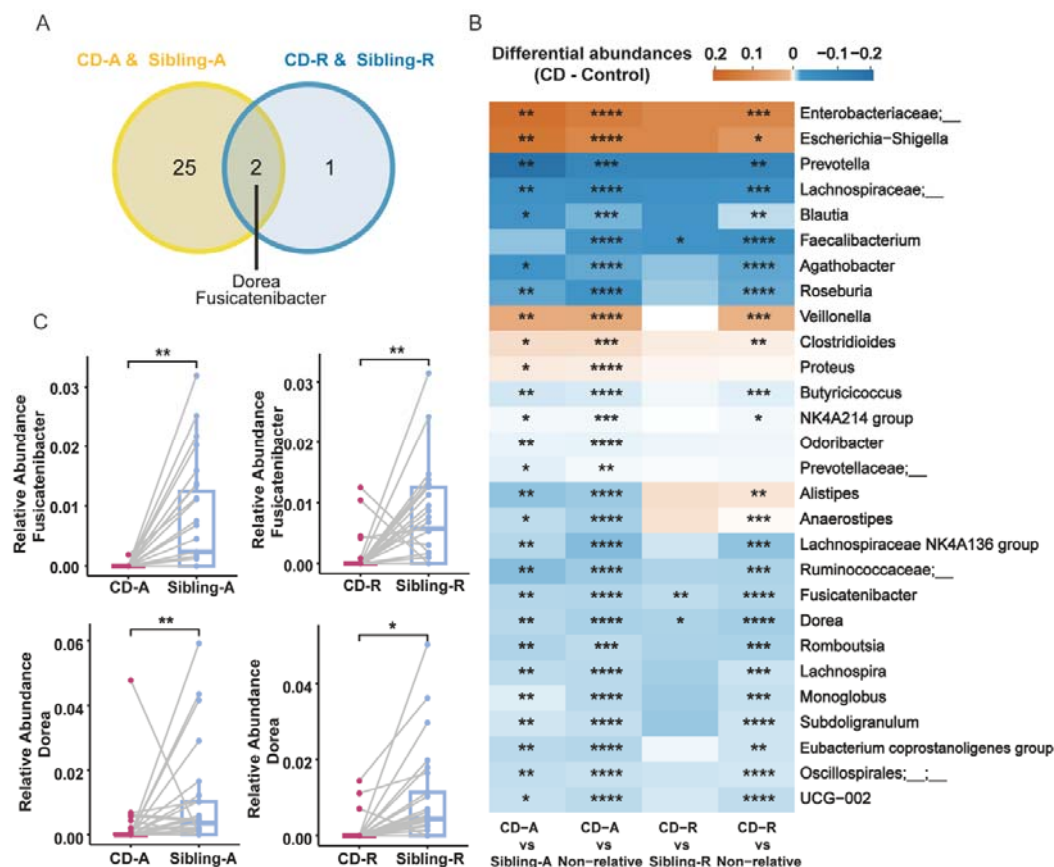 A
CD-A & Sibling-A
CD-R & Sibling-R
25
2
1
Dorea
Fusicatenibacter
B
Differential abundances
(CD - Control)
0.2 0.1 0 −0.1 −0.2
** **** *** Enterobacteriaceae;__
** **** * Escherichia−Shigella
** *** ** Prevotella
** **** *** Lachnospiraceae;__
* *** ** Blautia
**** * **** Faecalibacterium
* **** **** Agathobacter
** **** **** Roseburia
** **** *** Veillonella
* *** ** Clostridioides
* **** Proteus
** **** *** Butyricicoccus
* *** * NK4A214 group
** **** Odoribacter
* ** Prevotellaceae;__
** **** ** Alistipes
* **** *** Anaerostipes
** **** *** Lachnospiraceae NK4A136 group
** **** *** Ruminococcaceae;__
** **** ** **** Fusicatenibacter
** **** * **** Dorea
** *** *** Romboutsia
** **** *** Lachnospira
** **** *** Monoglobus
** **** **** Subdoligranulum
** **** ** Eubacterium coprostanoligenes group
** **** **** Oscillospirales;__;__
* **** **** UCG−002
CD−A CD−A CD−R CD−R
vs vs vs vs
Sibling−A Non−relative Sibling−R Non−relative
C
**
0.03
0.02
0.01
0.00
Relative Abundance
Fusicatenibacter
CD-A Sibling-A
**
0.03
0.02
0.01
0.00
Relative Abundance
Fusicatenibacter
CD-R Sibling-R
**
0.06
0.04
0.02
0.00
Relative Abundance
Dorea
CD-A Sibling-A
*
0.04
0.02
0.00
Relative Abundance
Dorea
CD-R Sibling-R